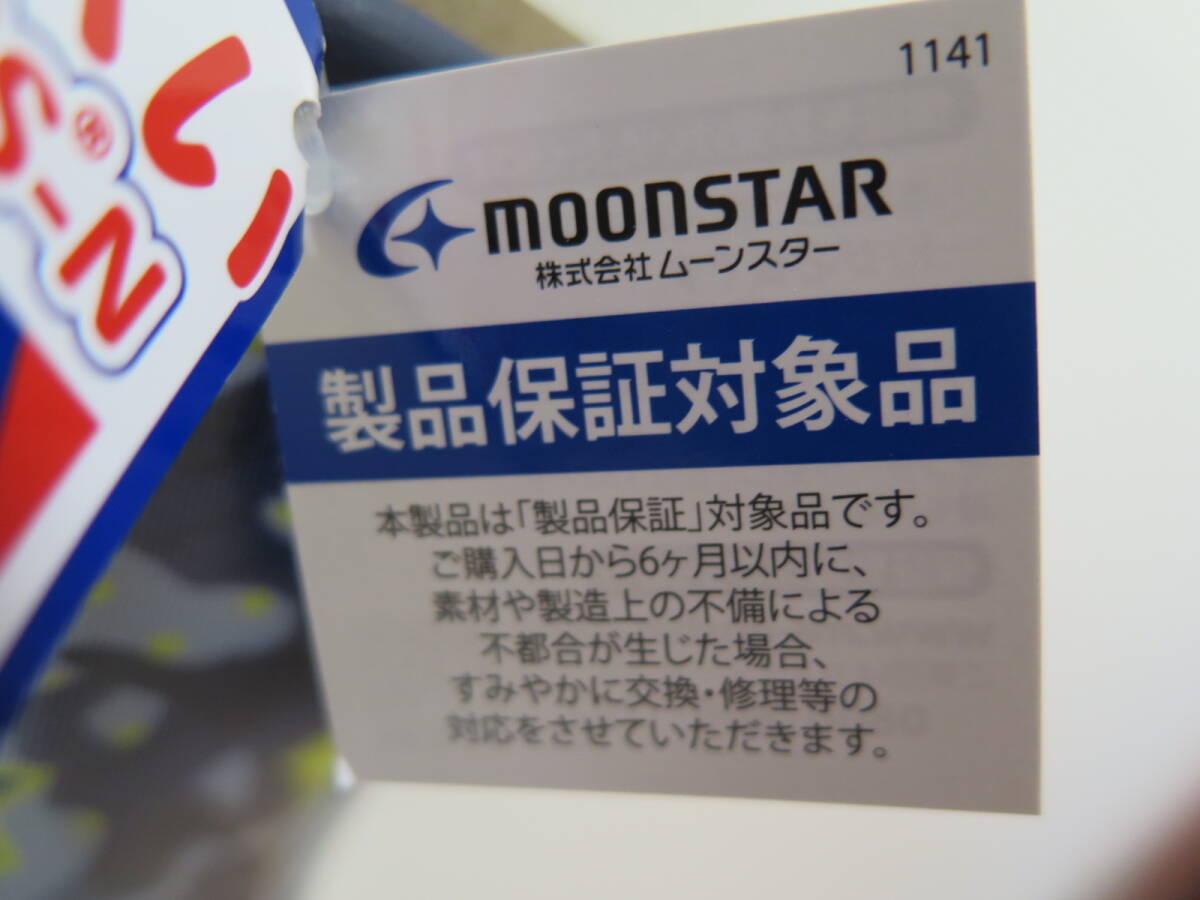 1141
MOONSTAR
株式会社ムーンスター
製品保証対象品
本製品は「製品保証」対象品です。
ご購入日から6ヶ月以内に、
素材や製造上の不備による
不都合が生じた場合、
すみやかに交換・修理等の
対応をさせていただきます。
S-N
®